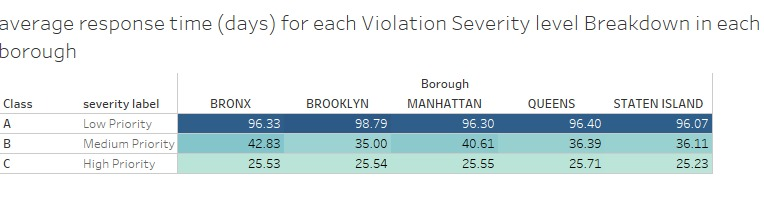 average response time (days) for each Violation Severity level Breakdown in each
borough
Borough
Class severity label BRONX BROOKLYN MANHATTAN QUEENS STATEN ISLAND
A Low Priority 96.33 98.79 96.30 96.40 96.07
B Medium Priority 42.83 35.00 40.61 36.39 36.11
C High Priority 25.53 25.54 25.55 25.71 25.23